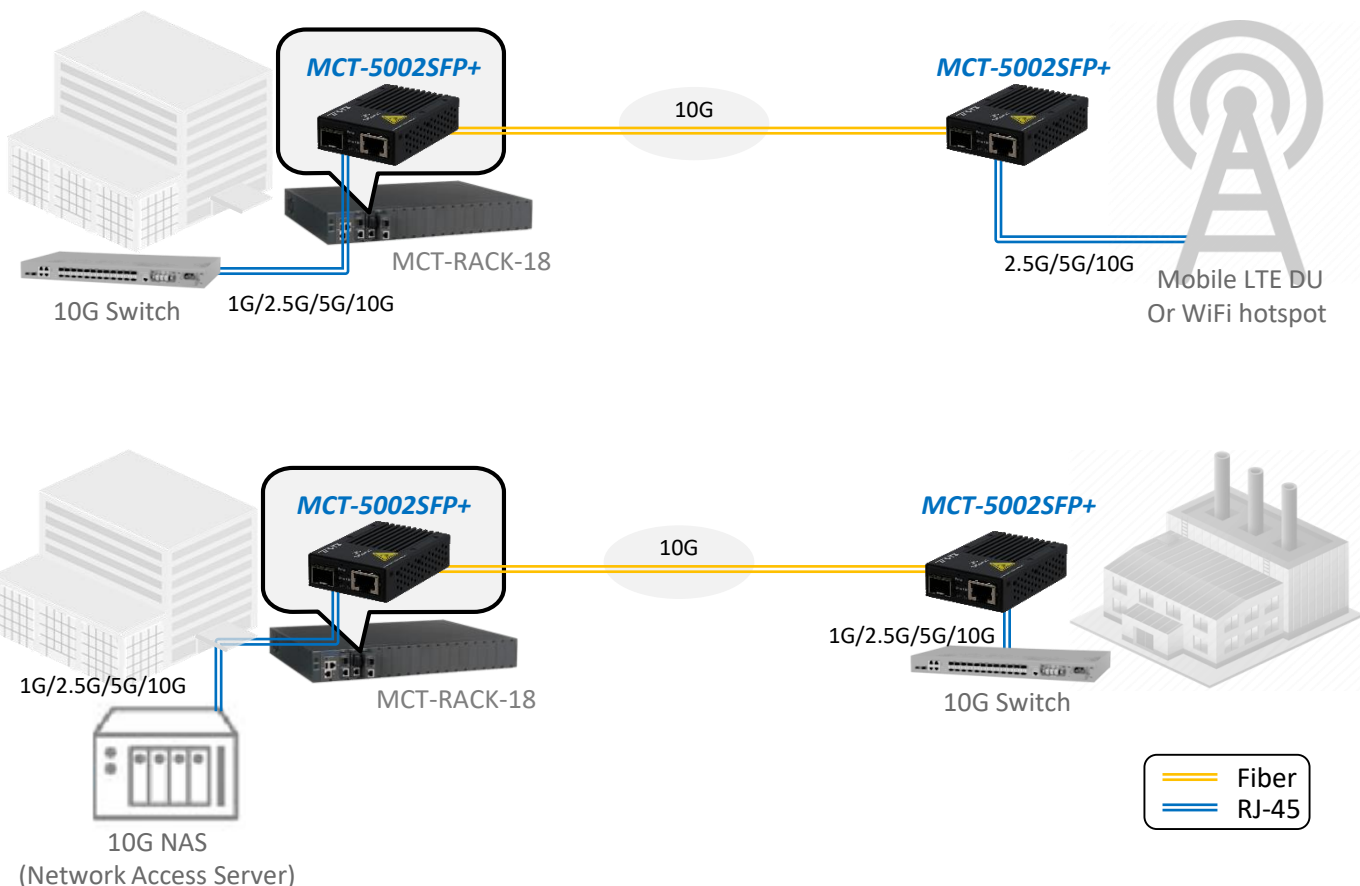 MCT-5002SFP+
MCT-5002SFP+
10G
MCT-RACK-18
2.5G/5G/10G
1G/2.5G/5G/10G
10G Switch
Mobile LTE DU
Or WiFi hotspot
MCT-5002SFP+
MCT-5002SFP+
10G
1G/2.5G/5G/10G
1G/2.5G/5G/10G
MCT-RACK-18
10G Switch
Fiber
RJ-45
10G NAS
(Network Access Server)